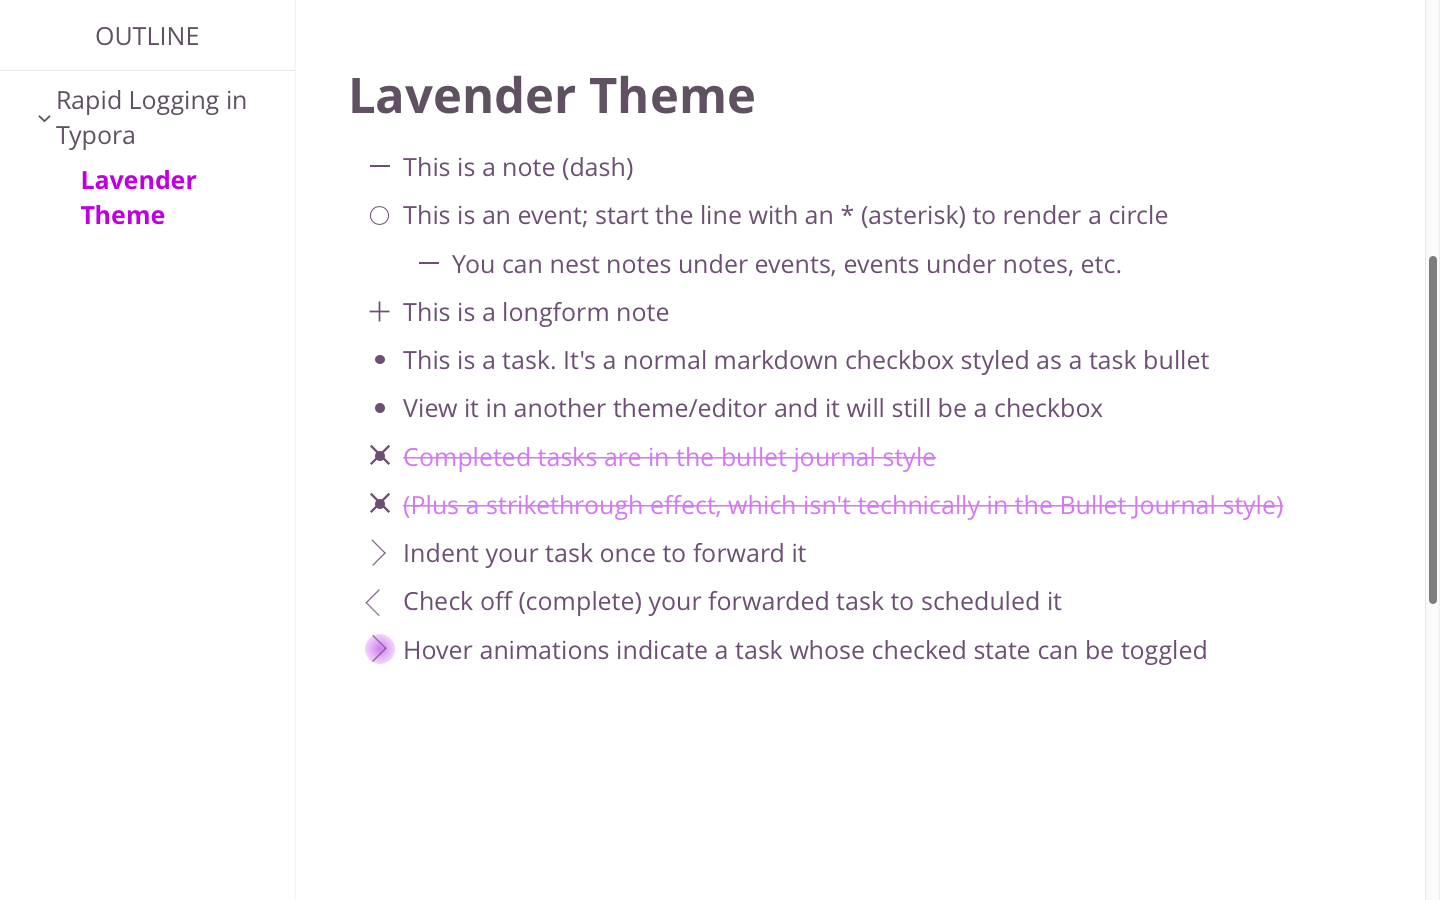 OUTLINE
Rapid Logging in
Typora
Lavender
Theme
Lavender Theme
This is a note (dash)
This is an event; start the line with an * (asterisk) to render a circle
You can nest notes under events, events under notes, etc.
This is a longform note
This is a task. It's a normal markdown checkbox styled as a task bullet
View it in another theme/editor and it will still be a checkbox
Completed tasks are in the bullet journal style
(Plus a strikethrough effect, which isn't technically in the Bullet Journal style)
Indent your task once to forward it
Check off (complete) your forwarded task to scheduled it
Hover animations indicate a task whose checked state can be toggled